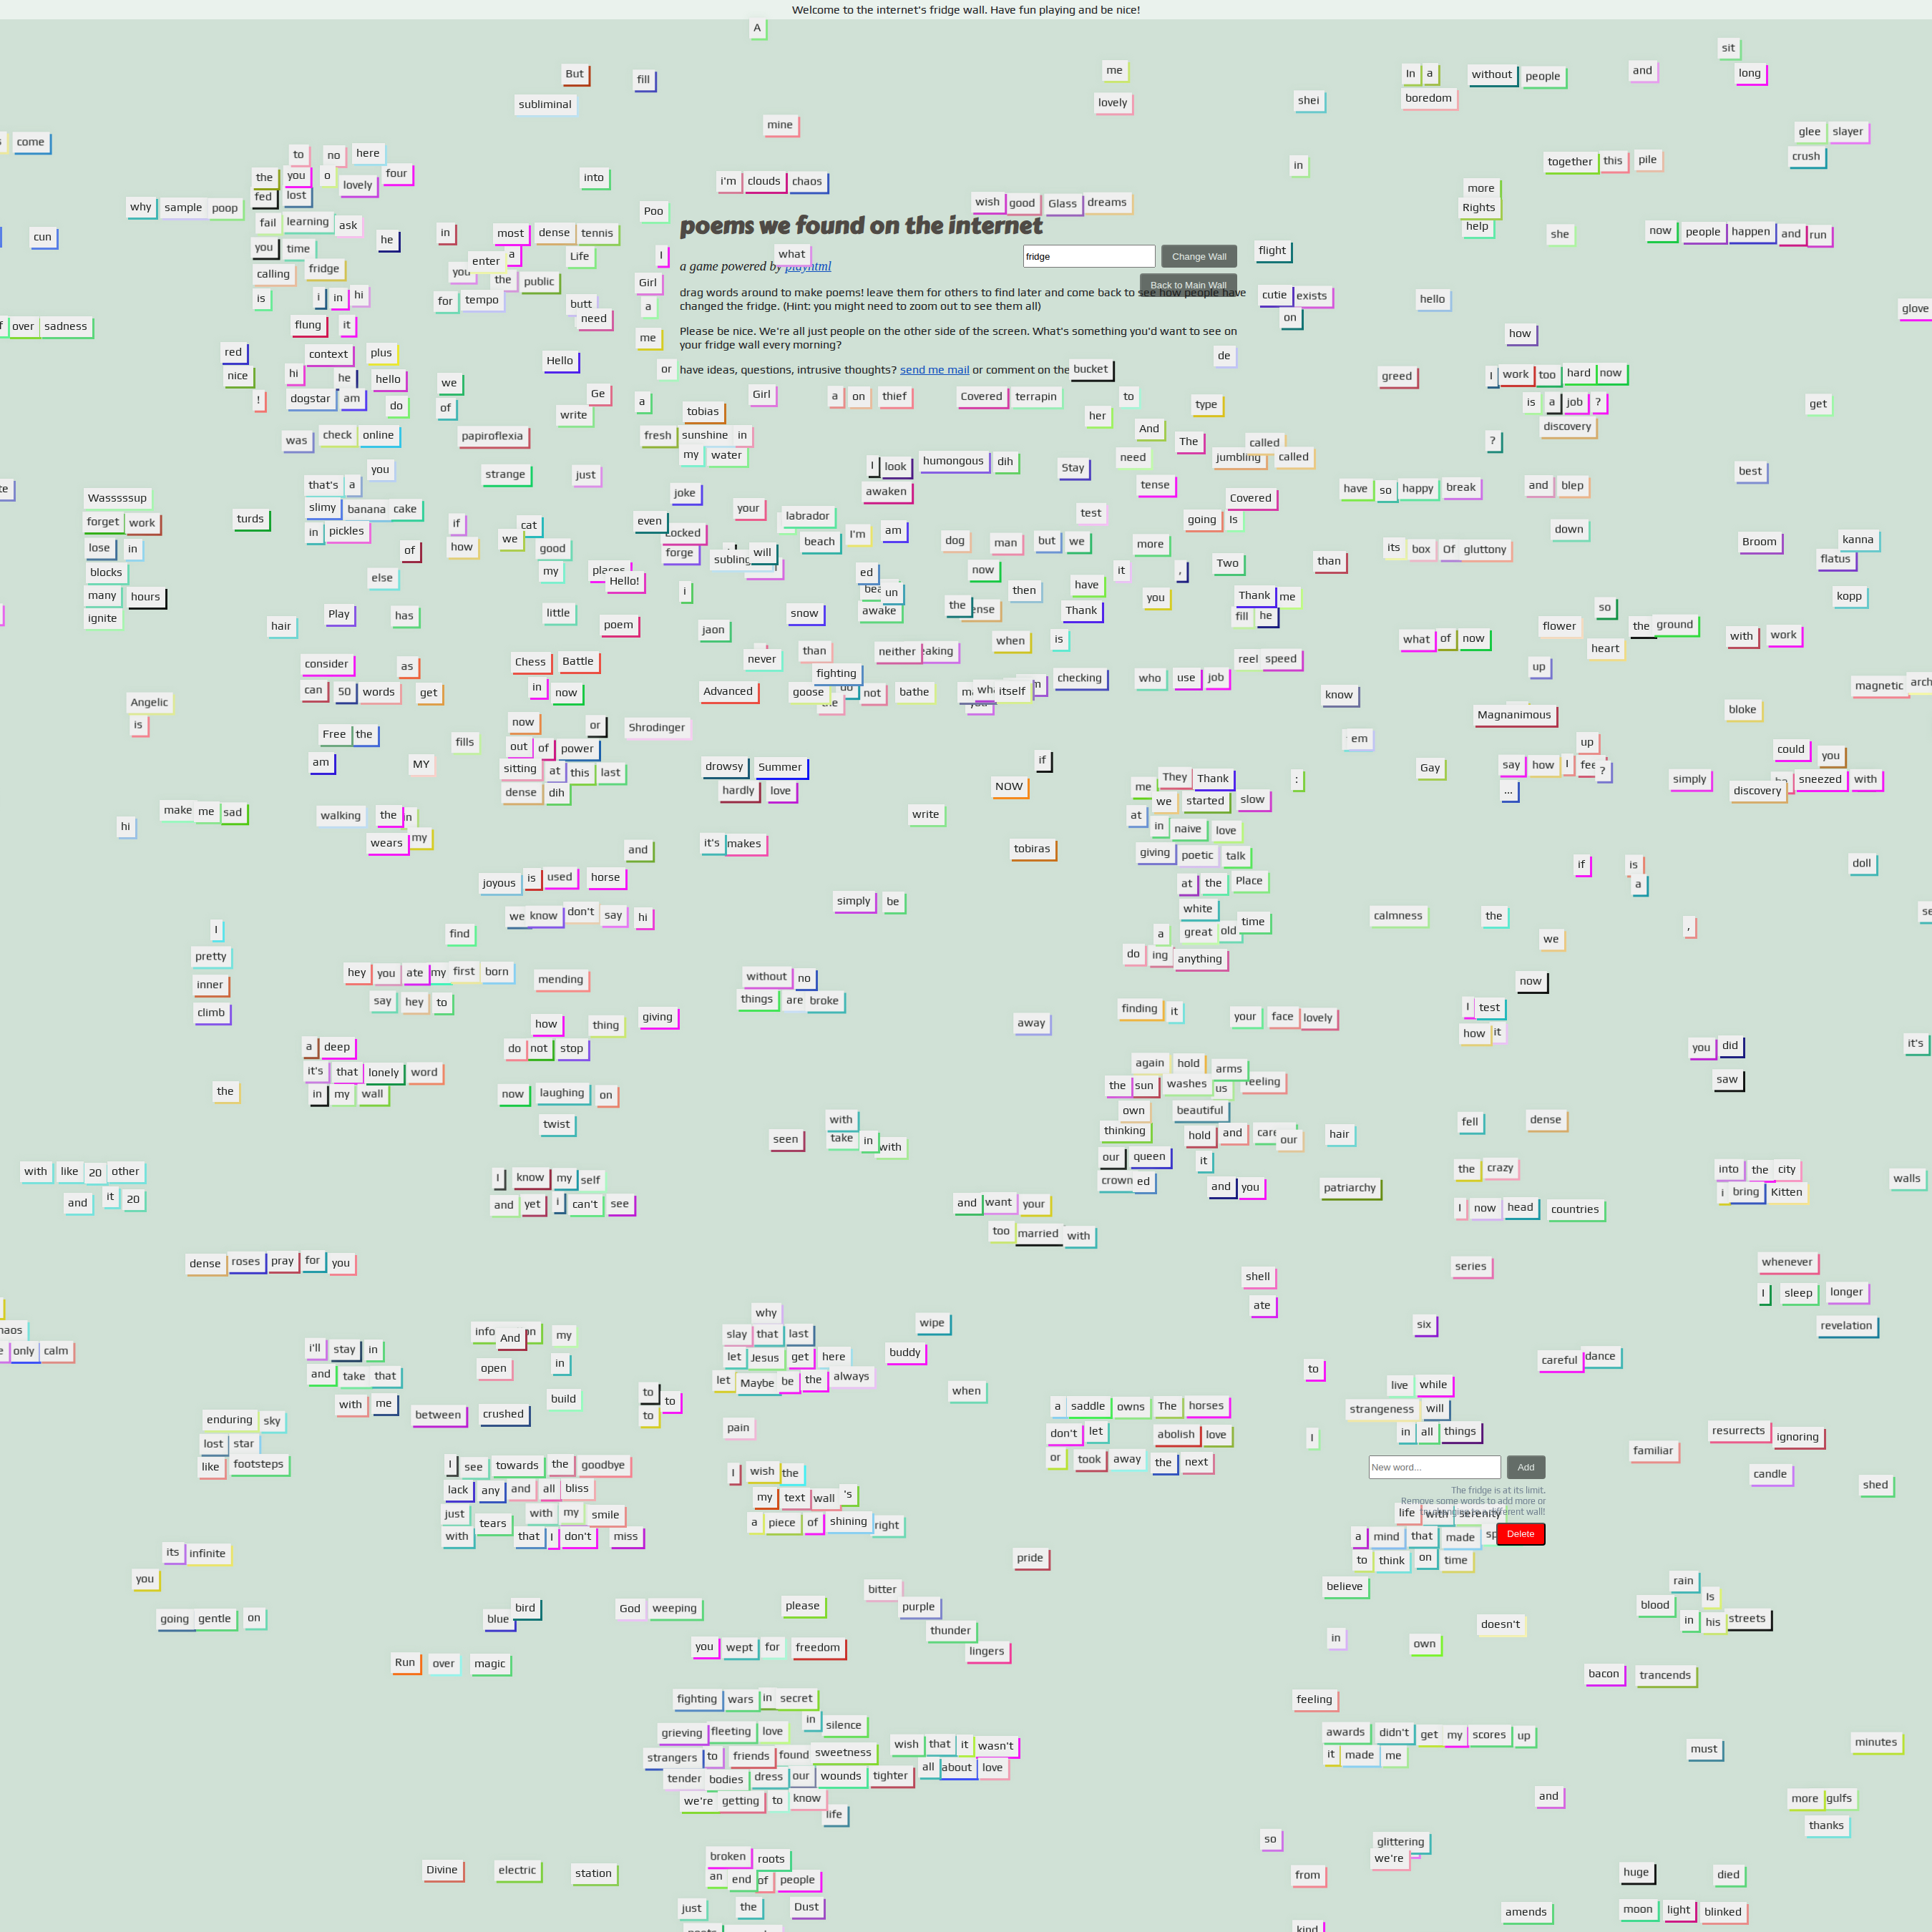 Welcome to the internet's fridge wall. Have fun playing and be nice!
A
sit
But fill me In a without people and long
subliminal lovely shei boredom
mine
come glee slayer
to no here crush
together this pile
in
the you o lovely four into i'm clouds chaos
fed lost more
why sample poop Poo wish good Glass dreams Rights
fail learning ask help
poems we found on the internet
cun you time he in most dense tennis she now people happen and run
I what fridge Change Wall flight
enter a Life
a game powered by playhtml
calling fridge you the public Girl Back to Main Wall
drag words around to make poems! leave them for others to find later and come back to see how people have
changed the fridge. (Hint: you might need to zoom out to see them all)
is i in hi for tempo butt a cutie exists hello
need on glove
over sadness flung it
Please be nice. We're all just people on the other side of the screen. What's something you'd want to see on
your fridge wall every morning?
me how
red context plus Hello de
have ideas, questions, intrusive thoughts? send me mail or comment on the bucket
or
nice hi he hello we greed I work too hard now
! dogstar am do of Ge a Girl a on thief Covered terrapin to type is a job ? get
write tobias her
discovery
was check online papiroflexia fresh sunshine in And The called ?
my water need jumbling called
you strange just I look humongous dih Stay best
that's a joke awaken tense Covered have so happy break and blep
Wasssssup
slimy banana cake your
forget work turds if cat even labrador test going Is down
in pickles we cocked beach I'm am
lose in of how good forge subling will dog man but we more its box Of gluttony Broom kanna
flatus
blocks else my places Hello! ed now it , Two than
many hours i un then have you Thank me kopp
ignite hair Play has little poem snow awake the Thank fill he so
jaon when is what of now flower the ground with work
consider as Chess Battle never than neither reel speed heart
fighting up
can 50 words get in now Advanced goose do not bathe itself checking who use job know magnetic
Angelic
is now or Shrodinger Magnanimous bloke
Free the fills out of power em up
am MY sitting at this last drowsy Summer if Gay say how I ? could you
dense dih hardly love NOW me They Thank : ... simply discovery sneezed with
we started slow
make me sad at
hi walking the write in naive love
wears my it's makes tobiras giving poetic talk
and if is doll
joyous is used horse at the Place a
simply be white
we know don't say hi a great old time calmness the
I find we ,
pretty do ing anything
hey you ate my first born mending without no now
inner
say hey to things are broke finding it I test
climb how thing giving away your face lovely how it
a deep do not stop you did it's
it's that lonely word again hold arms
the in my wall now laughing on the sun washes us feeling saw
own beautiful
twist with thinking hold and our hair fell dense
seen take in with
with like 20 other our queen it the crazy into the city
and it 20 I know my self crown ed and you patriarchy i bring Kitten walls
and yet i can't see and want your I now head countries
too married with
dense roses pray for you series whenever
shell
ate I sleep longer
why wipe six revelation
And my slay that last
only calm i'll stay in let Jesus get here buddy careful dance
and take that open in let Maybe be the always when to
with me build to to live while
between crushed to a saddle owns The horses strangeness will
enduring sky pain don't let abolish love I in all things resurrects ignoring
lost star familiar
like footsteps I see towards the goodbye I wish the or took away the next New word... Add candle shed
lack any and all bliss my text wall 's The fridge is at its limit.
just tears with my smile a piece of shining right life with serenity
with that I don't miss a mind that made Delete
its infinite pride to think on time
you bitter believe rain Is
going gentle on blue bird God weeping please purple blood in his streets
thunder in own doesn't
you wept for freedom lingers
Run over magic bacon trancends
fighting wars in secret feeling
grieving fleeting love in silence awards didn't get my scores up
strangers to friends found sweetness wish that it wasn't it made me must minutes
tender bodies dress our wounds tighter all about love
we're getting to know and more gulfs
life thanks
so glittering
broken roots we're
Divine electric station an end of people from huge died
just the Dust amends moon light blinked
kind